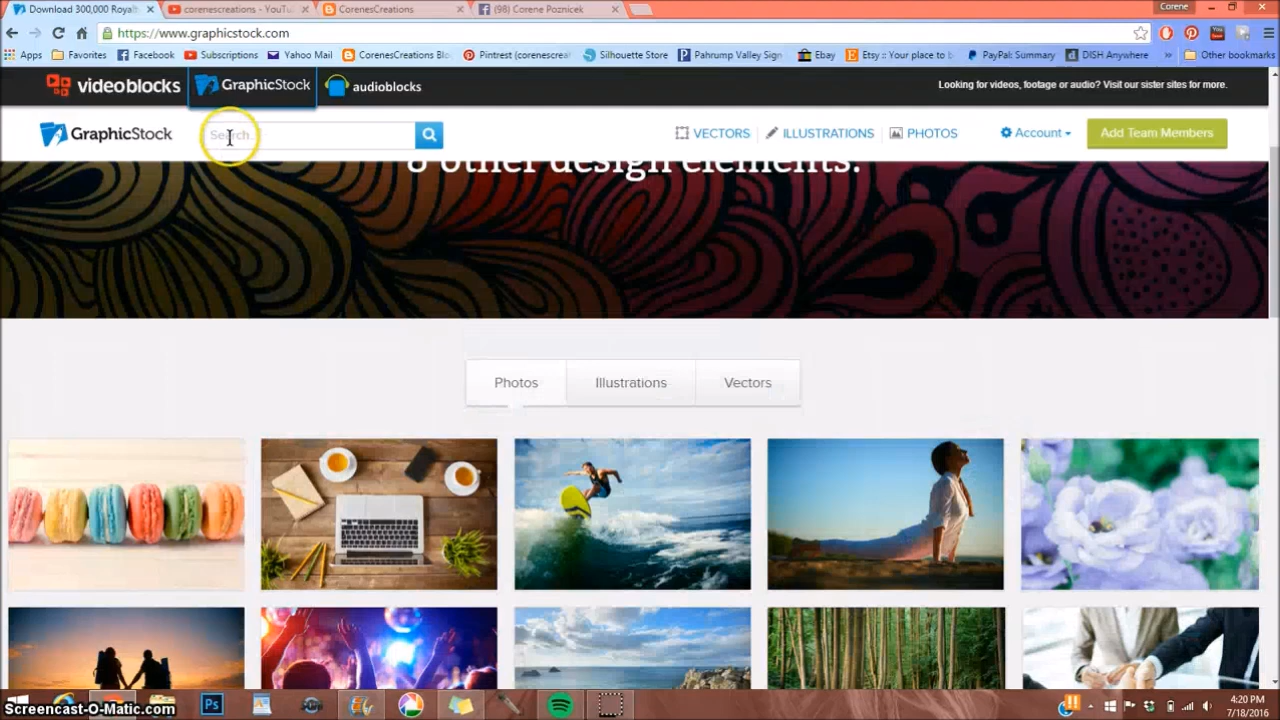 Download 300,000 Royal
corenescreations - YouTu
CorenesCreations
(98) Corene Poznicek
Corene
https://www.graphicstock.com
Apps
Favorites
Facebook
Subscriptions
Yahoo Mail
CorenesCreations Blo
Pintrest (corenescreat
Silhouette Store
Pahrump Valley Sign
Ebay
Etsy :: Your place to b
PayPal: Summary
DISH Anywhere
»
Other bookmarks
videoblocks
GraphicStock
audioblocks
Looking for videos, footage or audio? Visit our sister sites for more.
GraphicStock
Search...
VECTORS
ILLUSTRATIONS
PHOTOS
Account
Add Team Members
& other design elements.
Photos
Illustrations
Vectors
Ps
Screencast-O-Matic.com
4:20 PM
7/18/2016